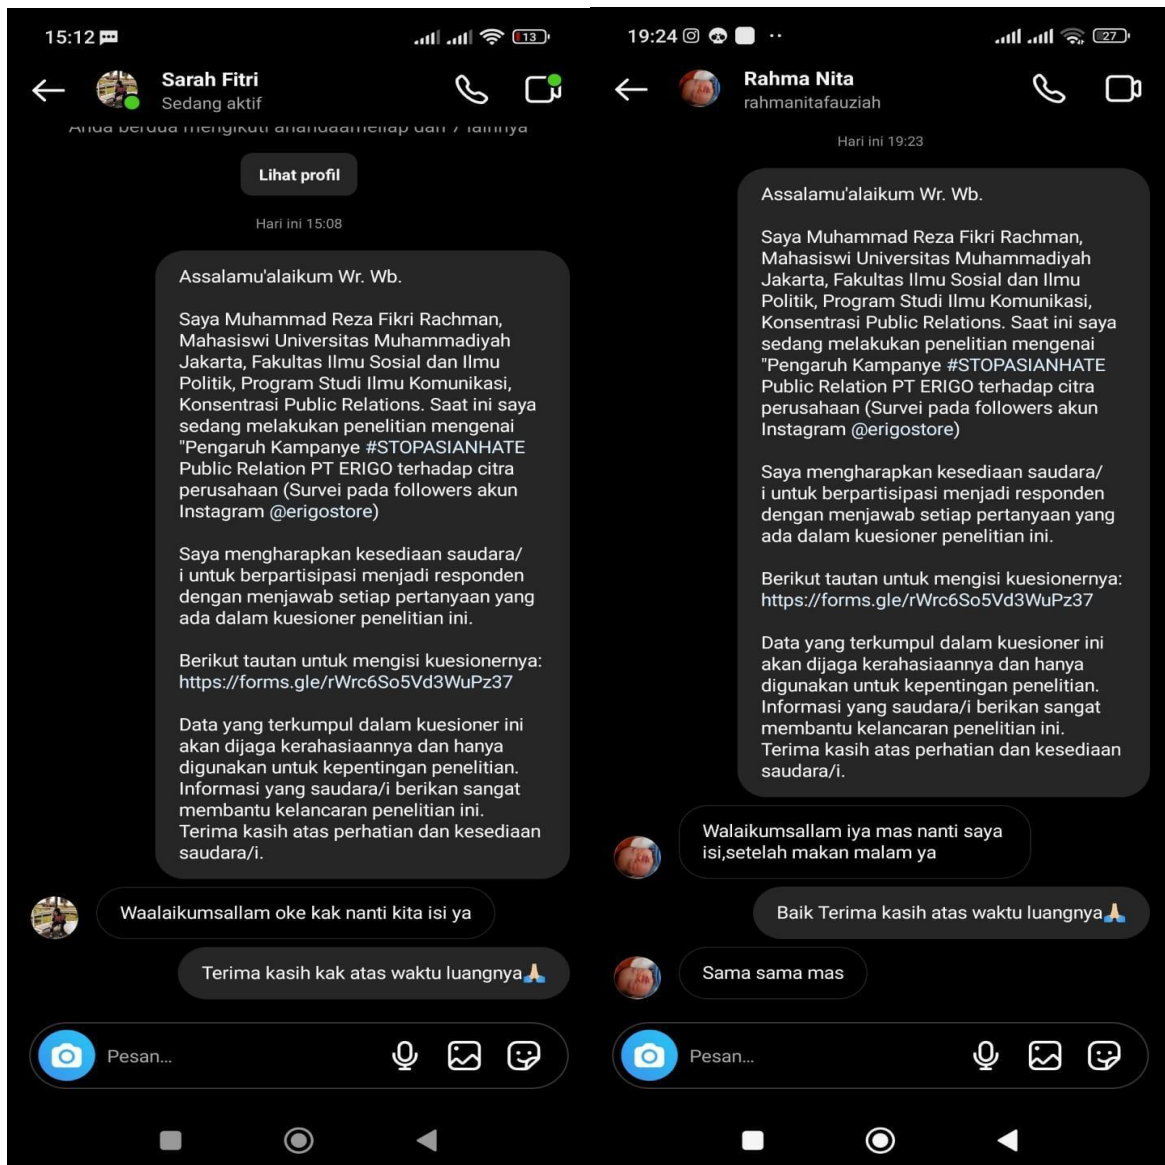 15:12
13
Sarah Fitri
Sedang aktif
Anda berdua mengikuti anandaameliap dan 7 lainnya
Lihat profil
Hari ini 15:08
Assalamu'alaikum Wr. Wb.
Saya Muhammad Reza Fikri Rachman,
Mahasiswi Universitas Muhammadiyah
Jakarta, Fakultas Ilmu Sosial dan Ilmu
Politik, Program Studi Ilmu Komunikasi,
Konsentrasi Public Relations. Saat ini saya
sedang melakukan penelitian mengenai
"Pengaruh Kampanye #STOPASIANHATE
Public Relation PT ERIGO terhadap citra
perusahaan (Survei pada followers akun
Instagram @erigostore)
Saya mengharapkan kesediaan saudara/
i untuk berpartisipasi menjadi responden
dengan menjawab setiap pertanyaan yang
ada dalam kuesioner penelitian ini.
Berikut tautan untuk mengisi kuesionernya:
https://forms.gle/rWrc6So5Vd3WuPz37
Data yang terkumpul dalam kuesioner ini
akan dijaga kerahasiaannya dan hanya
digunakan untuk kepentingan penelitian.
Informasi yang saudara/i berikan sangat
membantu kelancaran penelitian ini.
Terima kasih atas perhatian dan kesediaan
saudara/i.
Waalaikumsallam oke kak nanti kita isi ya
Terima kasih kak atas waktu luangnya🙏🏻
Pesan...
19:24
27
Rahma Nita
rahmanitafauziah
Hari ini 19:23
Assalamu'alaikum Wr. Wb.
Saya Muhammad Reza Fikri Rachman,
Mahasiswi Universitas Muhammadiyah
Jakarta, Fakultas Ilmu Sosial dan Ilmu
Politik, Program Studi Ilmu Komunikasi,
Konsentrasi Public Relations. Saat ini saya
sedang melakukan penelitian mengenai
"Pengaruh Kampanye #STOPASIANHATE
Public Relation PT ERIGO terhadap citra
perusahaan (Survei pada followers akun
Instagram @erigostore)
Saya mengharapkan kesediaan saudara/
i untuk berpartisipasi menjadi responden
dengan menjawab setiap pertanyaan yang
ada dalam kuesioner penelitian ini.
Berikut tautan untuk mengisi kuesionernya:
https://forms.gle/rWrc6So5Vd3WuPz37
Data yang terkumpul dalam kuesioner ini
akan dijaga kerahasiaannya dan hanya
digunakan untuk kepentingan penelitian.
Informasi yang saudara/i berikan sangat
membantu kelancaran penelitian ini.
Terima kasih atas perhatian dan kesediaan
saudara/i.
Walaikumsallam iya mas nanti saya
isi,setelah makan malam ya
Baik Terima kasih atas waktu luangnya🙏🏻
Sama sama mas
Pesan...